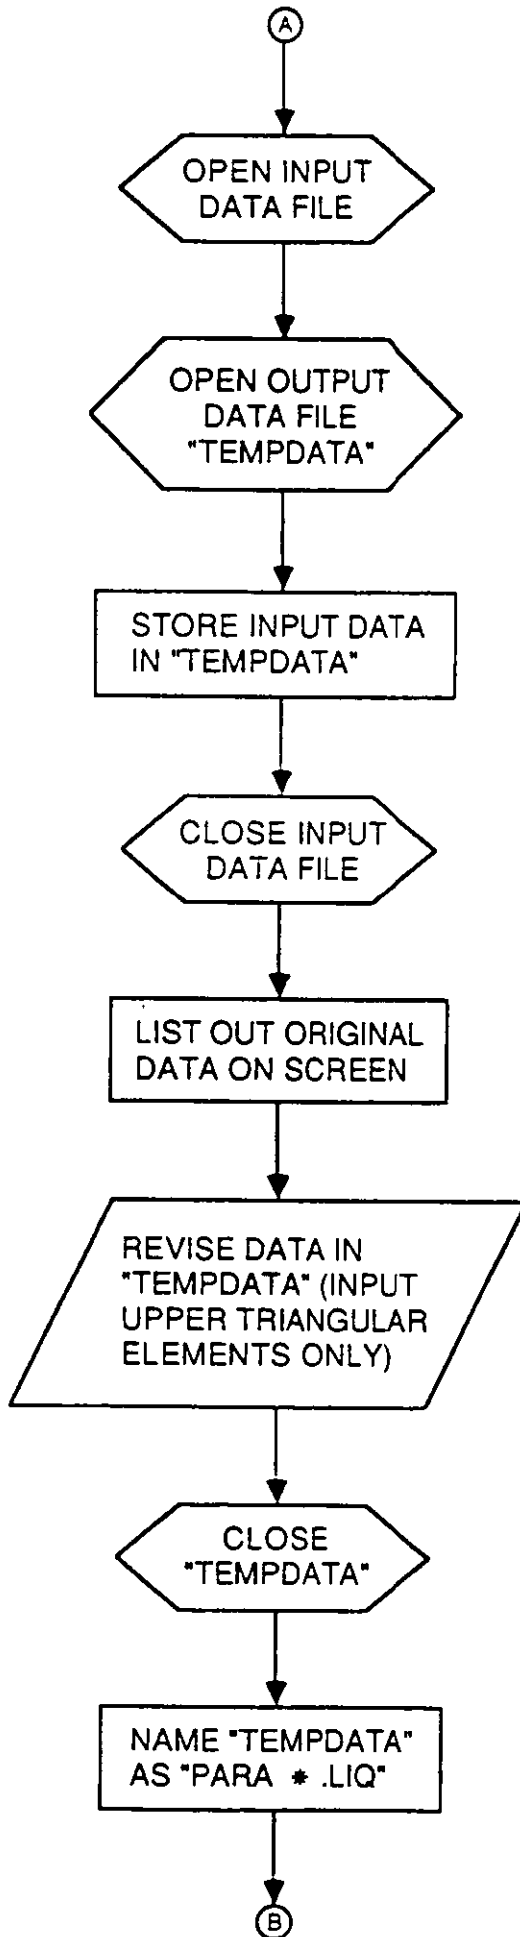 A
OPEN INPUT
DATA FILE
OPEN OUTPUT
DATA FILE
"TEMPDATA"
STORE INPUT DATA
IN "TEMPDATA"
CLOSE INPUT
DATA FILE
LIST OUT ORIGINAL
DATA ON SCREEN
REVISE DATA IN
"TEMPDATA" (INPUT
UPPER TRIANGULAR
ELEMENTS ONLY)
CLOSE
"TEMPDATA"
NAME "TEMPDATA"
AS "PARA * .LIQ"
B